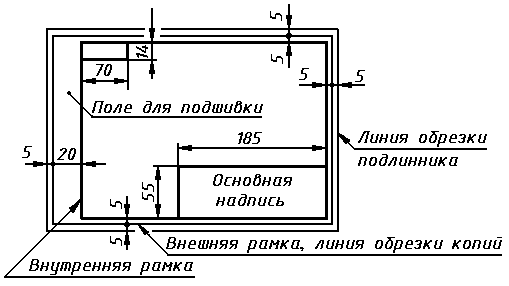 5
5
14
70
5
5
Поле для подшивки
185
Линия обрезки
подлинника
5
20
55
Основная
надпись
5
5
Внешняя рамка, линия обрезки копий
Внутренняя рамка